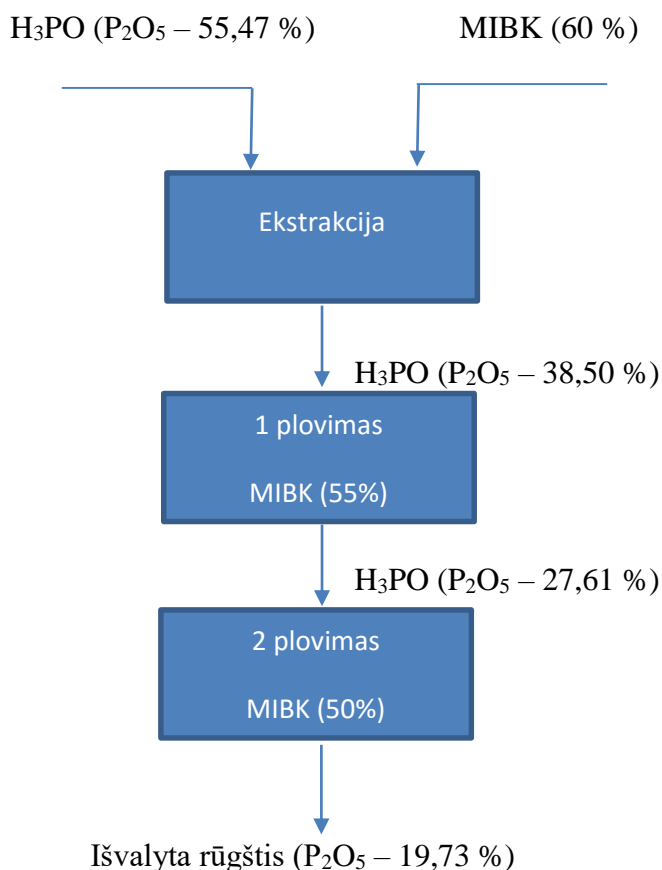 H₃PO (P₂O₅ – 55,47 %) MIBK (60 %)
Ekstrakcija
H₃PO (P₂O₅ – 38,50 %)
1 plovimas
MIBK (55%)
H₃PO (P₂O₅ – 27,61 %)
2 plovimas
MIBK (50%)
Išvalyta rūgštis (P₂O₅ – 19,73 %)